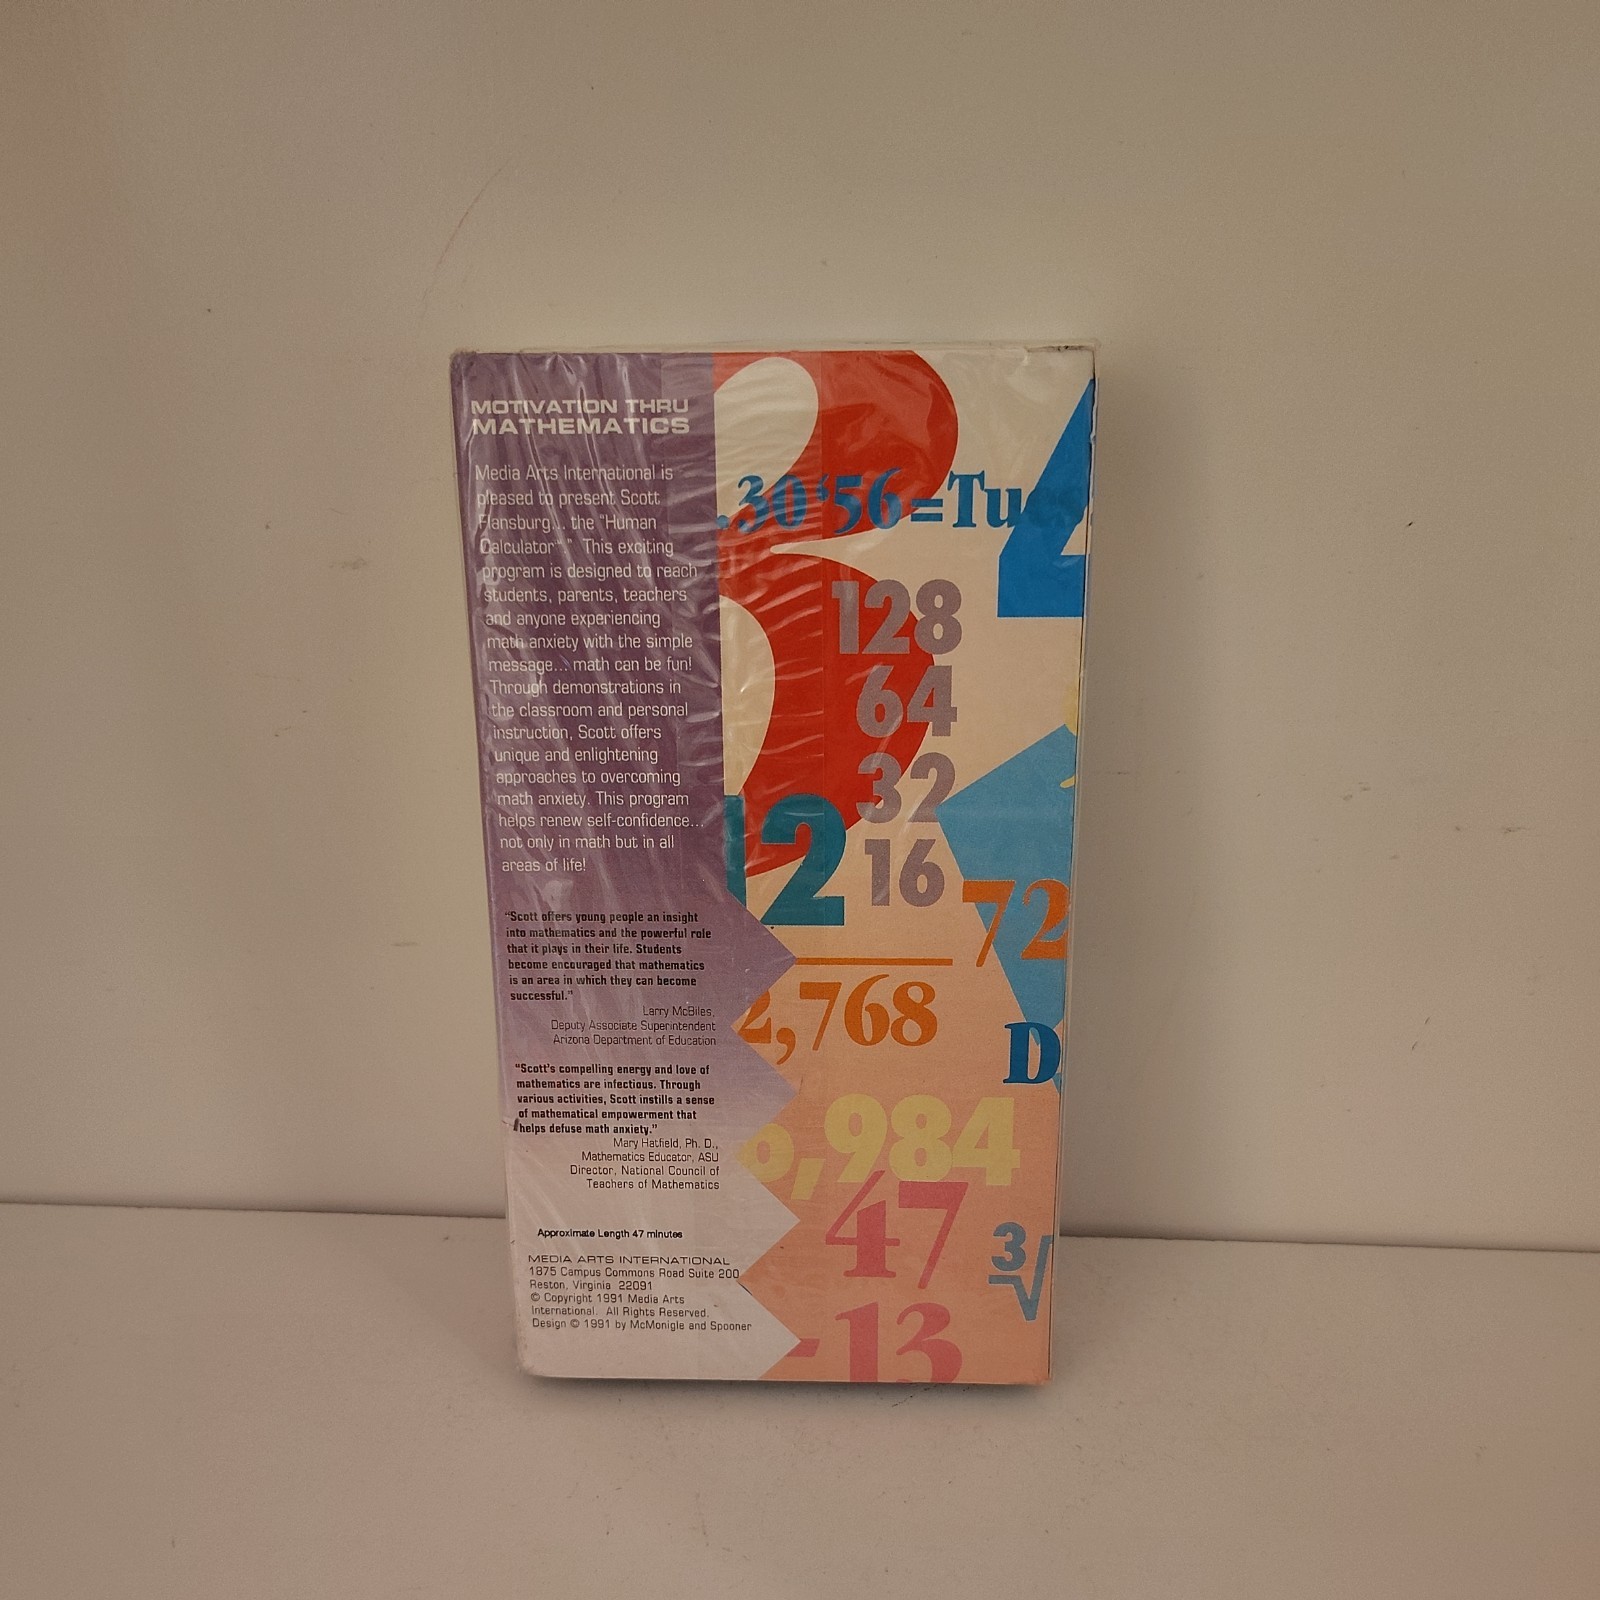 MOTIVATION THRU
MATHEMATICS
Media Arts International is
pleased to present Scott
Flansburg... the "Human
Calculator™." This exciting
program is designed to reach
students, parents, teachers
and anyone experiencing
math anxiety with the simple
message... math can be fun!
Through demonstrations in
the classroom and personal
instruction, Scott offers
unique and enlightening
approaches to overcoming
math anxiety. This program
helps renew self-confidence...
not only in math but in all
areas of life!
"Scott offers young people an insight
into mathematics and the powerful role
that it plays in their life. Students
become encouraged that mathematics
is an area in which they can become
successful."
Larry McBiles,
Deputy Associate Superintendent
Arizona Department of Education
"Scott's compelling energy and love of
mathematics are infectious. Through
various activities, Scott instills a sense
of mathematical empowerment that
helps defuse math anxiety."
Mary Hatfield, Ph. D.,
Mathematics Educator, ASU
Director, National Council of
Teachers of Mathematics
Approximate Length 47 minutes
MEDIA ARTS INTERNATIONAL
1875 Campus Commons Road Suite 200
Reston, Virginia 22091
© Copyright 1991 Media Arts
International. All Rights Reserved.
Design © 1991 by McMonigle and Spooner
.30'56=Tu
128
64
32
16
12
72
2,768
D
,984
47
3√
-13